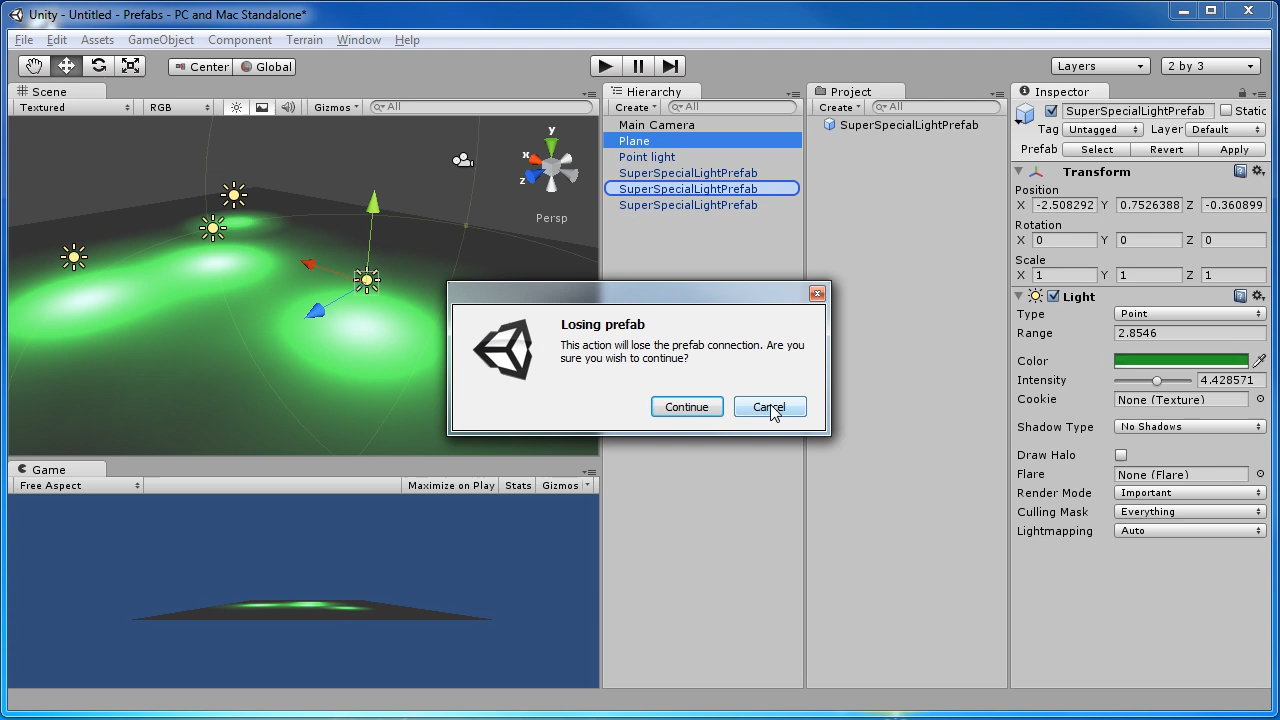 Unity - Untitled - Prefabs - PC and Mac Standalone*
File Edit Assets GameObject Component Terrain Window Help
Center Global Layers 2 by 3
Scene
Textured RGB Gizmos All
y
x
z
Persp
Game
Free Aspect Maximize on Play Stats Gizmos
Hierarchy
Create All
Main Camera
Plane
Point light
SuperSpecialLightPrefab
SuperSpecialLightPrefab
SuperSpecialLightPrefab
Project
Create All
SuperSpecialLightPrefab
Losing prefab
This action will lose the prefab connection. Are you
sure you wish to continue?
Continue Cancel
Inspector
SuperSpecialLightPrefab Static
Tag Untagged Layer Default
Prefab Select Revert Apply
Transform
Position
X -2.508292 Y 0.7526388 Z -0.360899
Rotation
X 0 Y 0 Z 0
Scale
X 1 Y 1 Z 1
Light
Type Point
Range 2.8546
Color
Intensity 4.428571
Cookie None (Texture)
Shadow Type No Shadows
Draw Halo
Flare None (Flare)
Render Mode Important
Culling Mask Everything
Lightmapping Auto